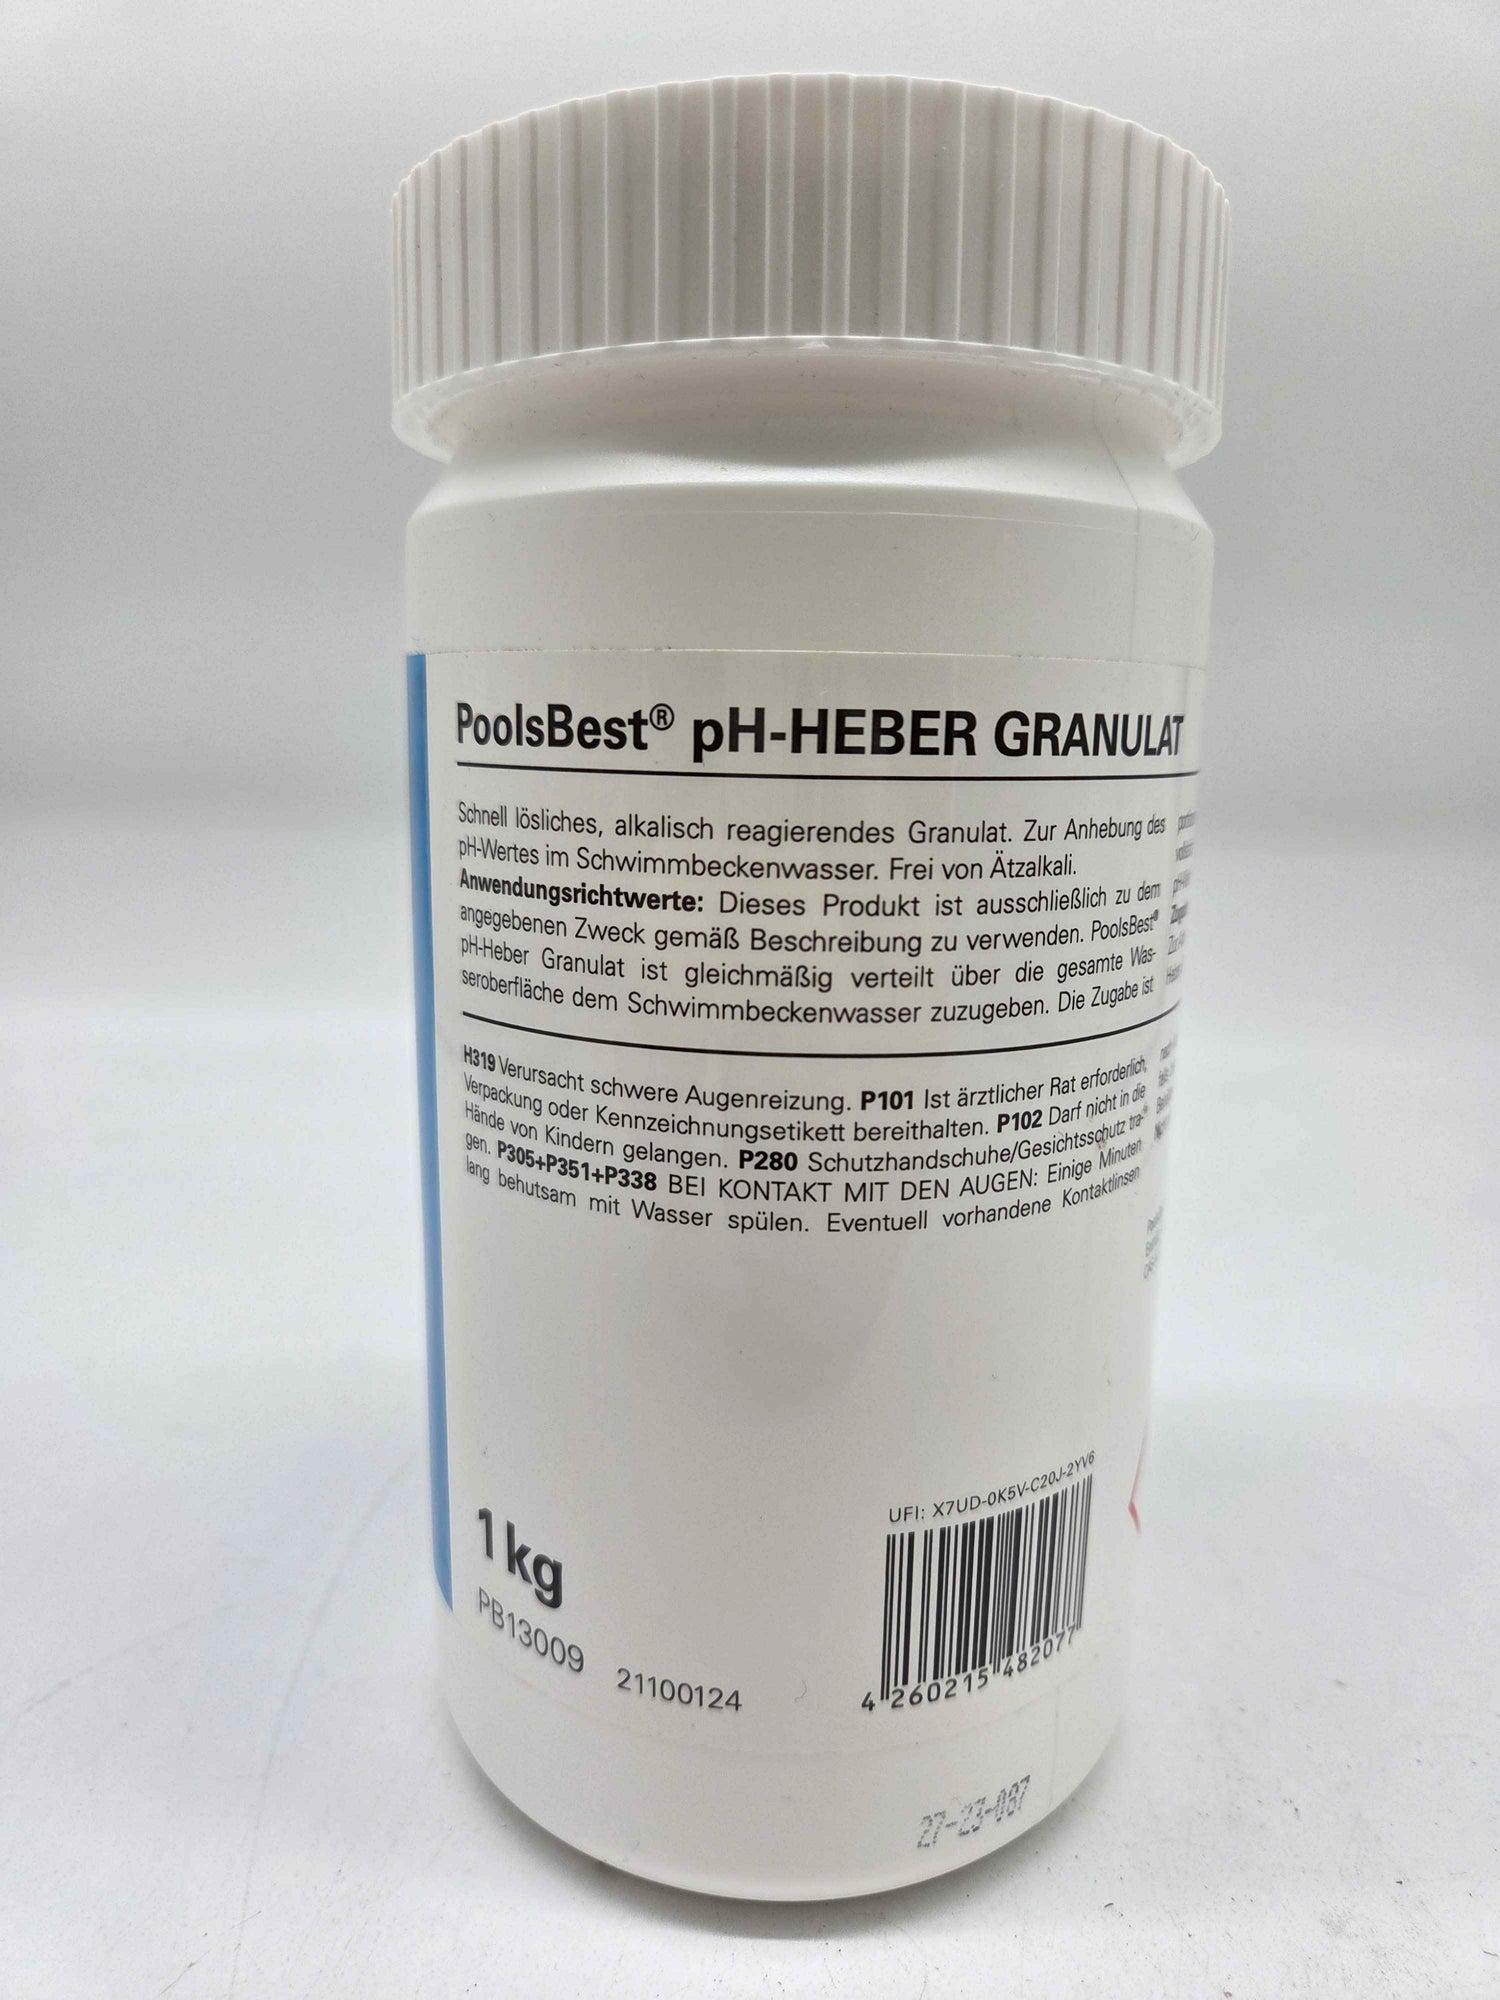 PoolsBest® pH-HEBER GRANULAT
Schnell lösliches, alkalisch reagierendes Granulat. Zur Anhebung des
pH-Wertes im Schwimmbeckenwasser. Frei von Ätzalkali.
Anwendungsrichtwerte: Dieses Produkt ist ausschließlich zu dem
angegebenen Zweck gemäß Beschreibung zu verwenden. PoolsBest®
pH-Heber Granulat ist gleichmäßig verteilt über die gesamte Was-
seroberfläche dem Schwimmbeckenwasser zuzugeben. Die Zugabe ist
H319 Verursacht schwere Augenreizung. P101 Ist ärztlicher Rat erforderlich,
Verpackung oder Kennzeichnungsetikett bereithalten. P102 Darf nicht in die
Hände von Kindern gelangen. P280 Schutzhandschuhe/Gesichtsschutz tra-
gen. P305+P351+P338 BEI KONTAKT MIT DEN AUGEN: Einige Minuten
lang behutsam mit Wasser spülen. Eventuell vorhandene Kontaktlinsen
UFI: X7UD-0K5V-C20J-2YV6
1 kg
PB13009 21100124
4 260215 482077
27-23-087